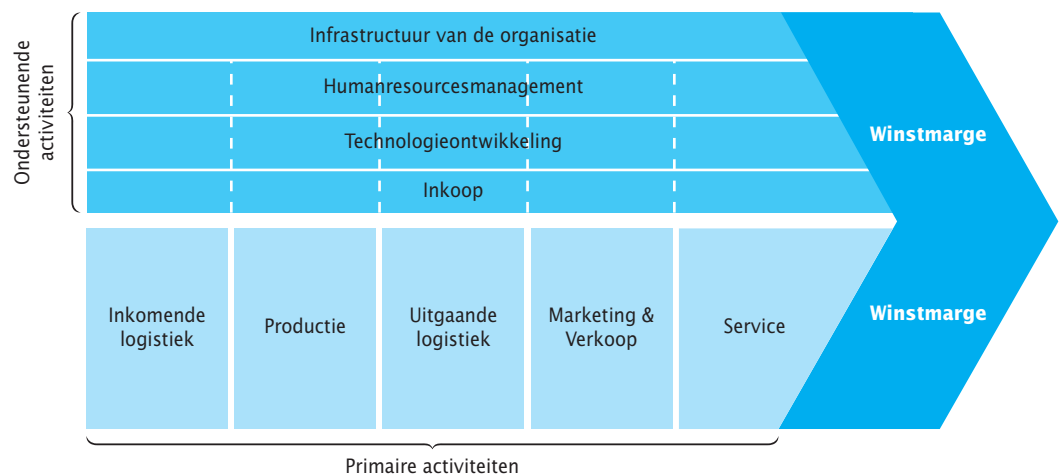 Ondersteunende
activiteiten
Infrastructuur van de organisatie
Humanresourcesmanagement
Technologieontwikkeling
Inkoop
Winstmarge
Inkomende
logistiek
Productie
Uitgaande
logistiek
Marketing &
Verkoop
Service
Winstmarge
Primaire activiteiten